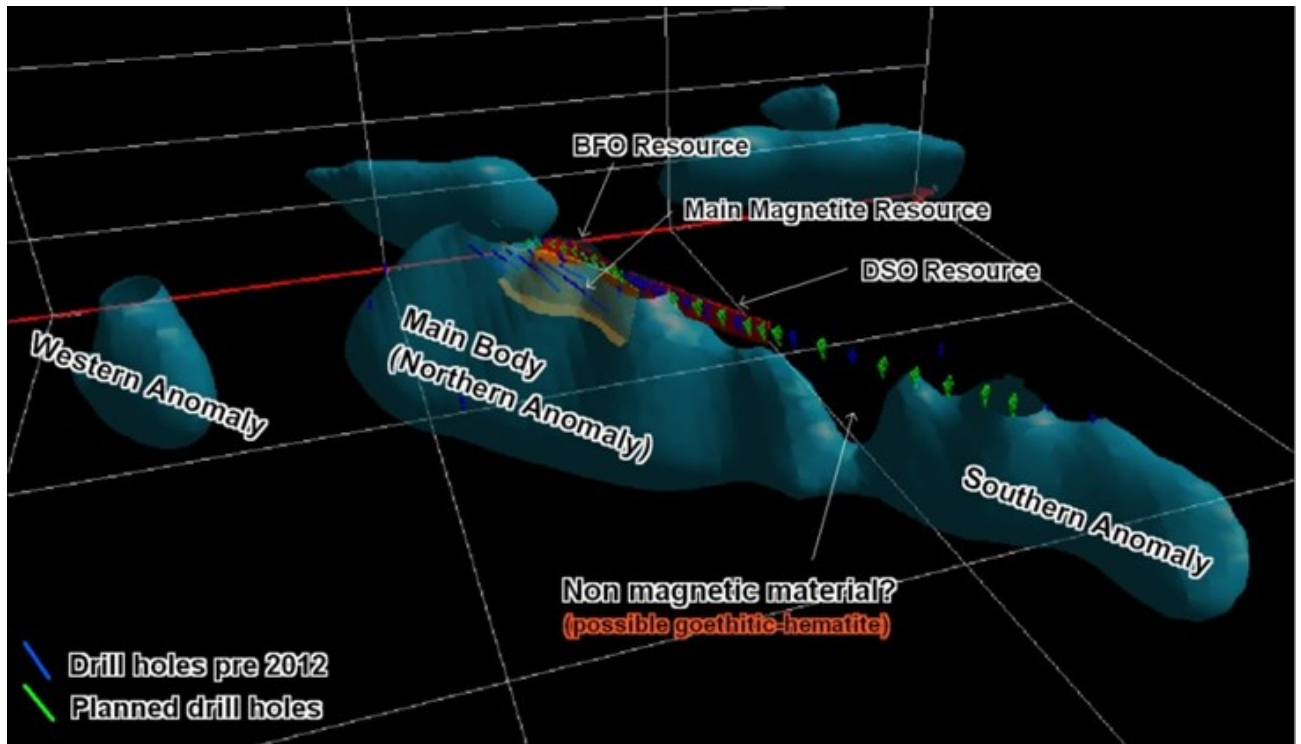 BFO Resource
Main Magnetite Resource
DSO Resource
Western Anomaly
Main Body
(Northern Anomaly)
Southern Anomaly
Non magnetic material?
(possible goethitic-hematite)
Drill holes pre 2012
Planned drill holes